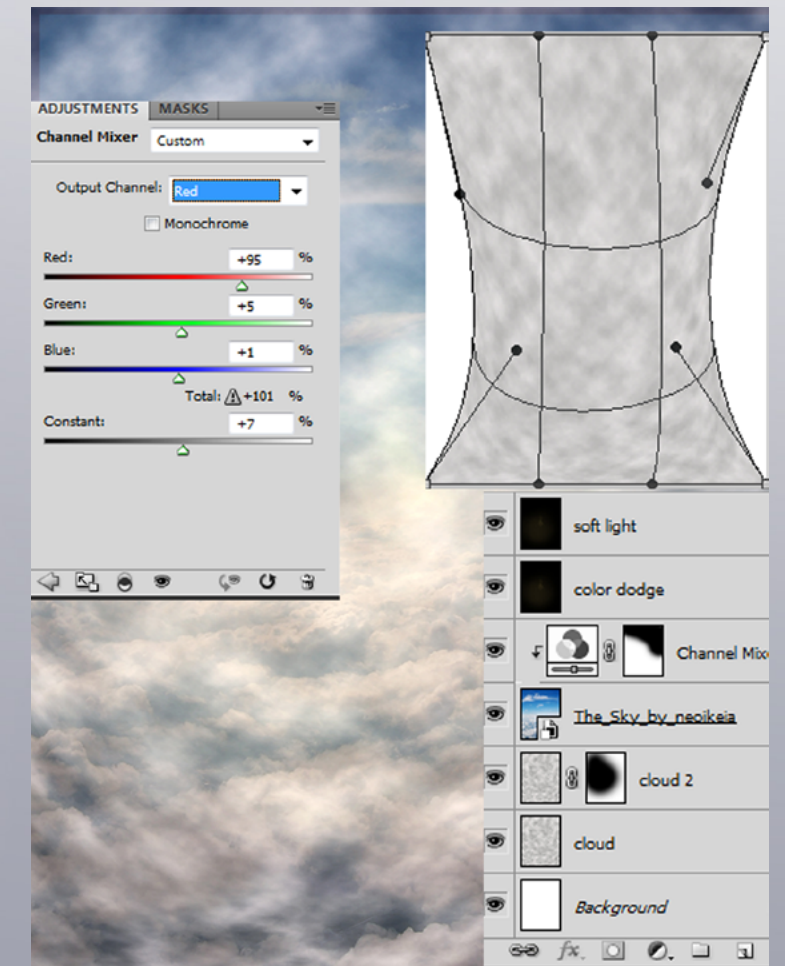 ADJUSTMENTS MASKS
Channel Mixer Custom
Output Channel: Red
Monochrome
Red: +95 %
Green: +5 %
Blue: +1 %
Total: +101 %
Constant: +7 %
soft light
color dodge
Channel Mix
The_Sky_by_neoikeia
cloud 2
cloud
Background
fx.